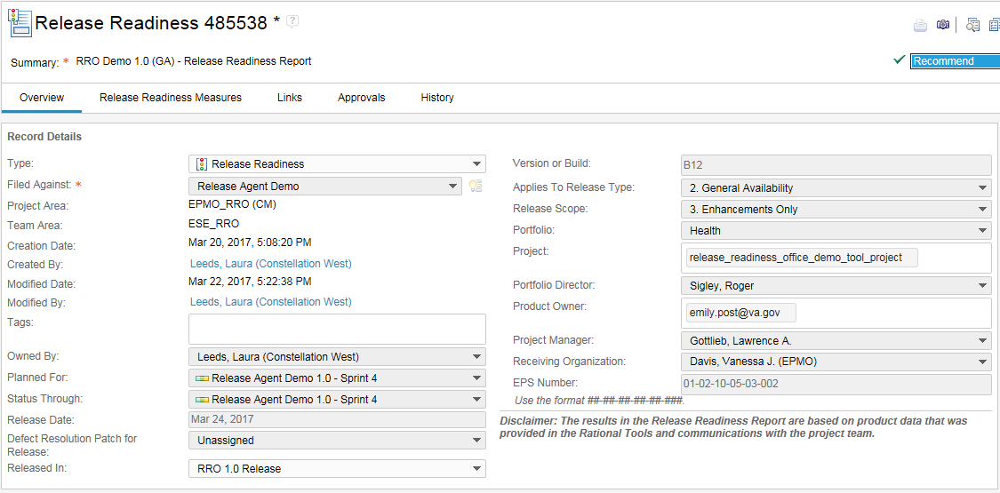 Release Readiness 485538 * ?
Summary: * RRO Demo 1.0 (GA) - Release Readiness Report
Recommend
Overview Release Readiness Measures Links Approvals History
Record Details
Type: Release Readiness
Filed Against: * Release Agent Demo
Project Area: EPMO_RRO (CM)
Team Area: ESE_RRO
Creation Date: Mar 20, 2017, 5:08:20 PM
Created By: Leeds, Laura (Constellation West)
Modified Date: Mar 22, 2017, 5:22:38 PM
Modified By: Leeds, Laura (Constellation West)
Tags:
Owned By: Leeds, Laura (Constellation West)
Planned For: Release Agent Demo 1.0 - Sprint 4
Status Through: Release Agent Demo 1.0 - Sprint 4
Release Date: Mar 24, 2017
Defect Resolution Patch for
Release:
Unassigned
Released In: RRO 1.0 Release
Version or Build: B12
Applies To Release Type: 2. General Availability
Release Scope: 3. Enhancements Only
Portfolio: Health
Project: release_readiness_office_demo_tool_project
Portfolio Director: Sigley, Roger
Product Owner: emily.post@va.gov
Project Manager: Gottlieb, Lawrence A.
Receiving Organization: Davis, Vanessa J. (EPMO)
EPS Number: 01-02-10-05-03-002
Use the format ##-##-##-##-##-###.
Disclaimer: The results in the Release Readiness Report are based on product data that was
provided in the Rational Tools and communications with the project team.